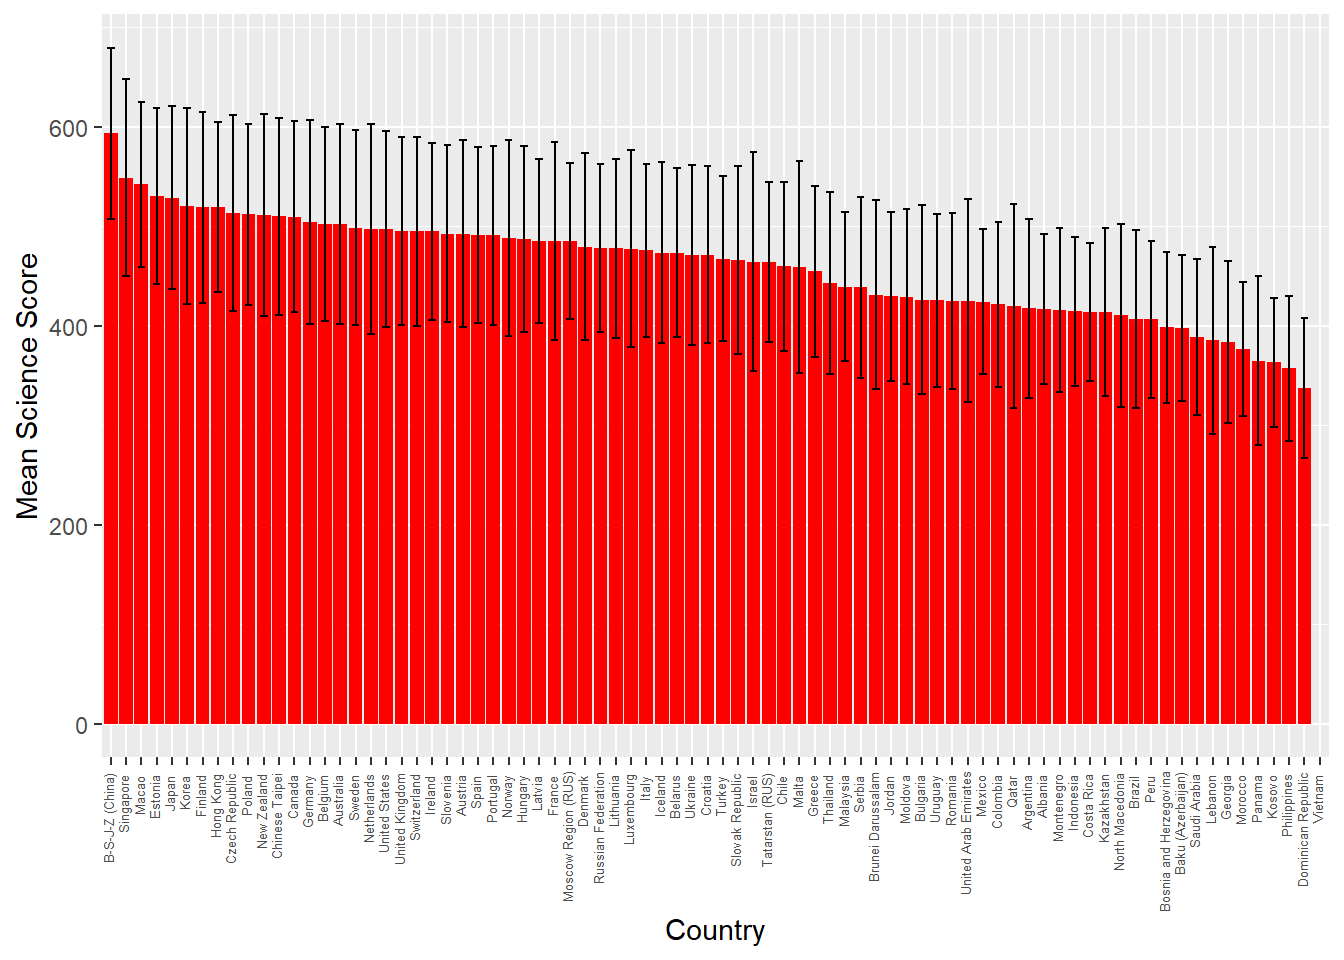 Mean Science Score
600
400
200
0
B-S-J-Z (China)
Singapore
Macao
Estonia
Japan
Korea
Finland
Hong Kong
Czech Republic
Poland
New Zealand
Chinese Taipei
Canada
Germany
Belgium
Australia
Sweden
Netherlands
United States
United Kingdom
Switzerland
Ireland
Slovenia
Austria
Spain
Portugal
Norway
Hungary
Latvia
France
Moscow Region (RUS)
Denmark
Russian Federation
Lithuania
Luxembourg
Italy
Iceland
Belarus
Ukraine
Croatia
Turkey
Slovak Republic
Israel
Tatarstan (RUS)
Chile
Malta
Greece
Thailand
Malaysia
Serbia
Brunei Darussalam
Jordan
Moldova
Bulgaria
Uruguay
Romania
United Arab Emirates
Mexico
Colombia
Qatar
Argentina
Albania
Montenegro
Indonesia
Costa Rica
Kazakhstan
North Macedonia
Brazil
Peru
Bosnia and Herzegovina
Baku (Azerbaijan)
Saudi Arabia
Lebanon
Georgia
Morocco
Panama
Kosovo
Philippines
Dominican Republic
Vietnam
Country